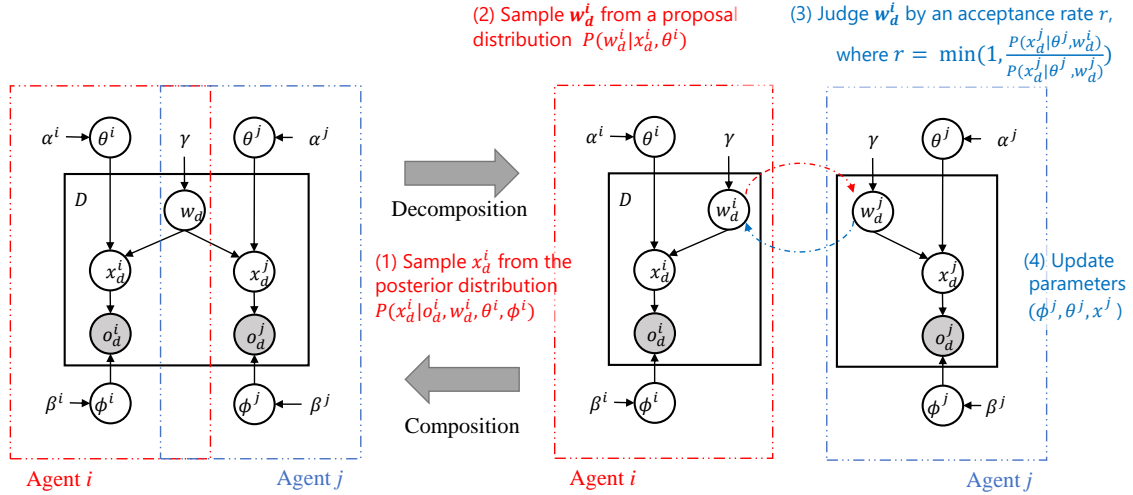 (2) Sample w_d^i from a proposal
distribution P(w_d^i|x_d^i, θ^i)
(3) Judge w_d^i by an acceptance rate r,
where r = min(1, P(x_d^j|θ^j, w_d^i) / P(x_d^j|θ^j, w_d^j))
α^i θ^i γ θ^j α^j
D
w_d
x_d^i x_d^j
o_d^i o_d^j
β^i ϕ^i ϕ^j β^j
Agent i
Agent j
Decomposition
(1) Sample x_d^i from the
posterior distribution
P(x_d^i|o_d^i, w_d^i, θ^i, ϕ^i)
Composition
α^i θ^i γ
D
w_d^i
x_d^i
o_d^i
β^i ϕ^i
Agent i
γ θ^j α^j
w_d^j
x_d^j
o_d^j
ϕ^j β^j
Agent j
(4) Update
parameters
(ϕ^j, θ^j, x^j)